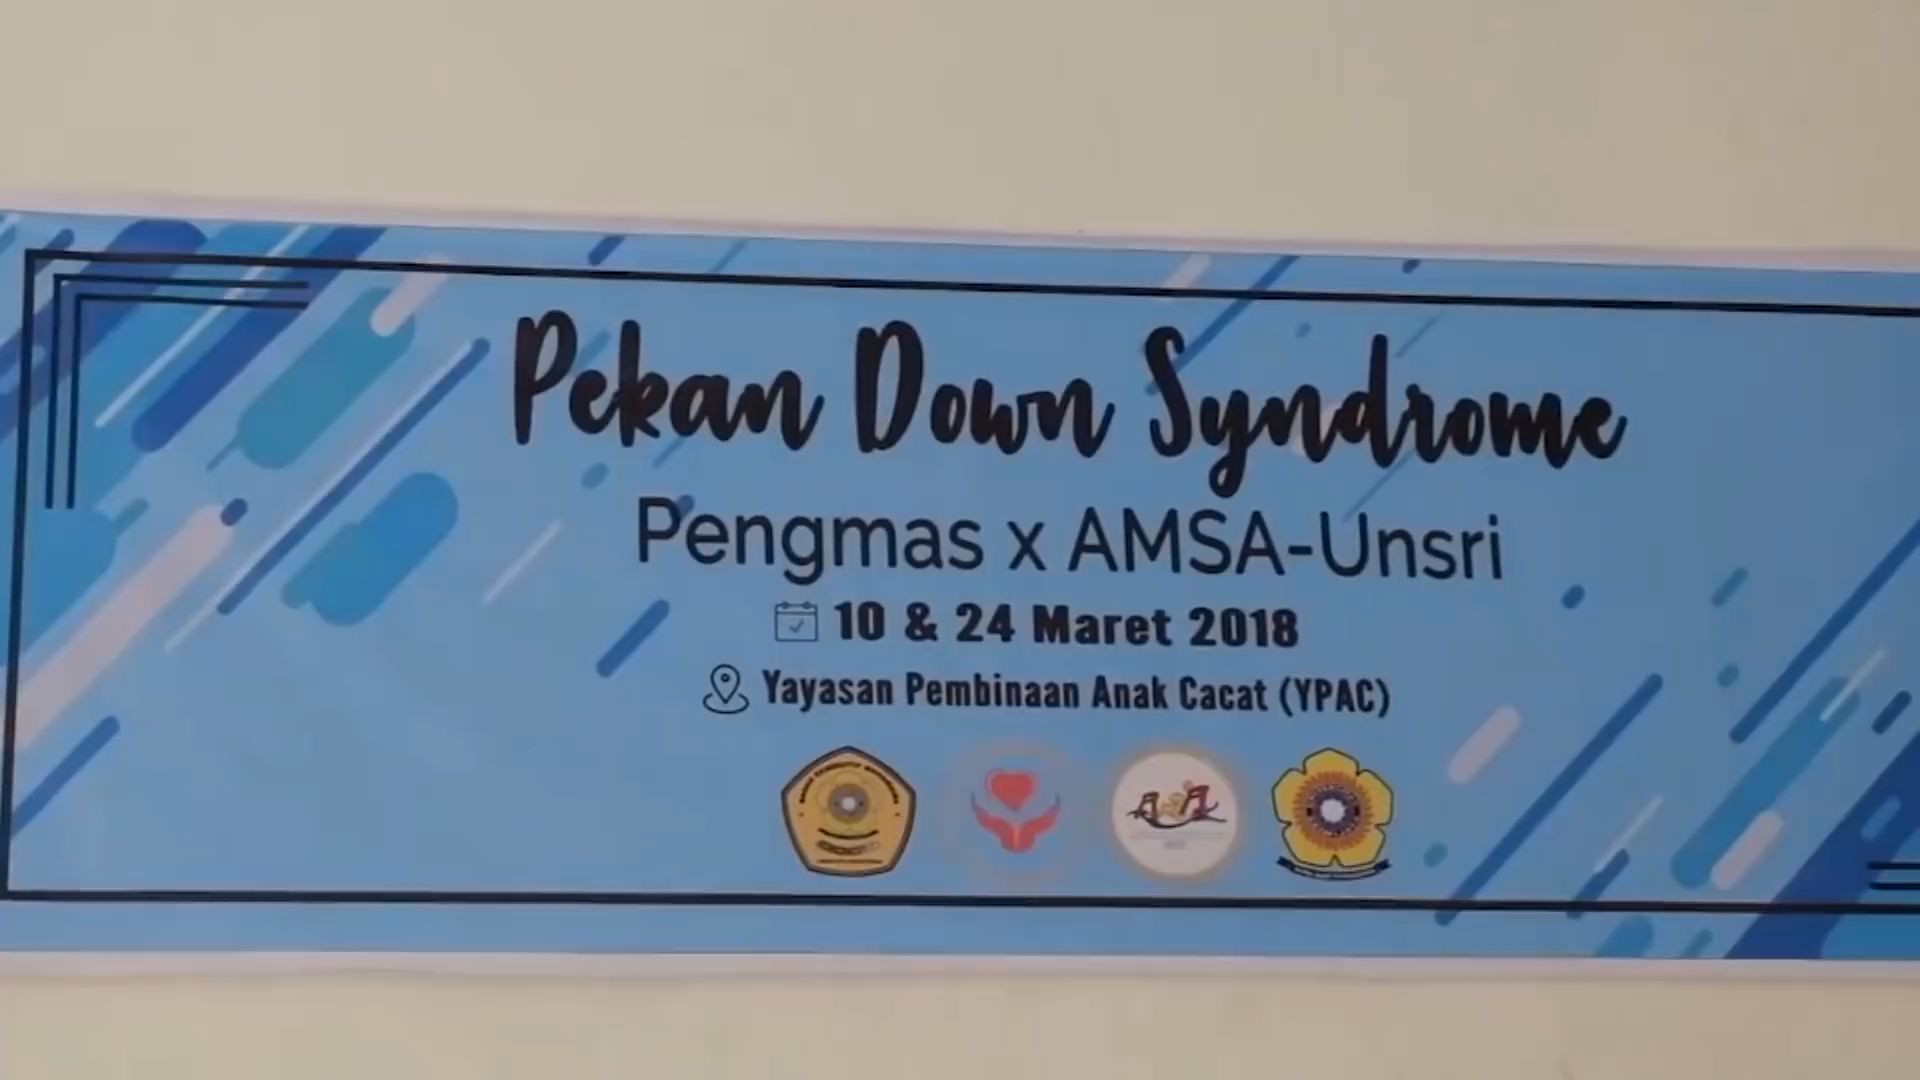 Pekan Down Syndrome
Pengmas x AMSA-Unsri
10 & 24 Maret 2018
Yayasan Pembinaan Anak Cacat (YPAC)